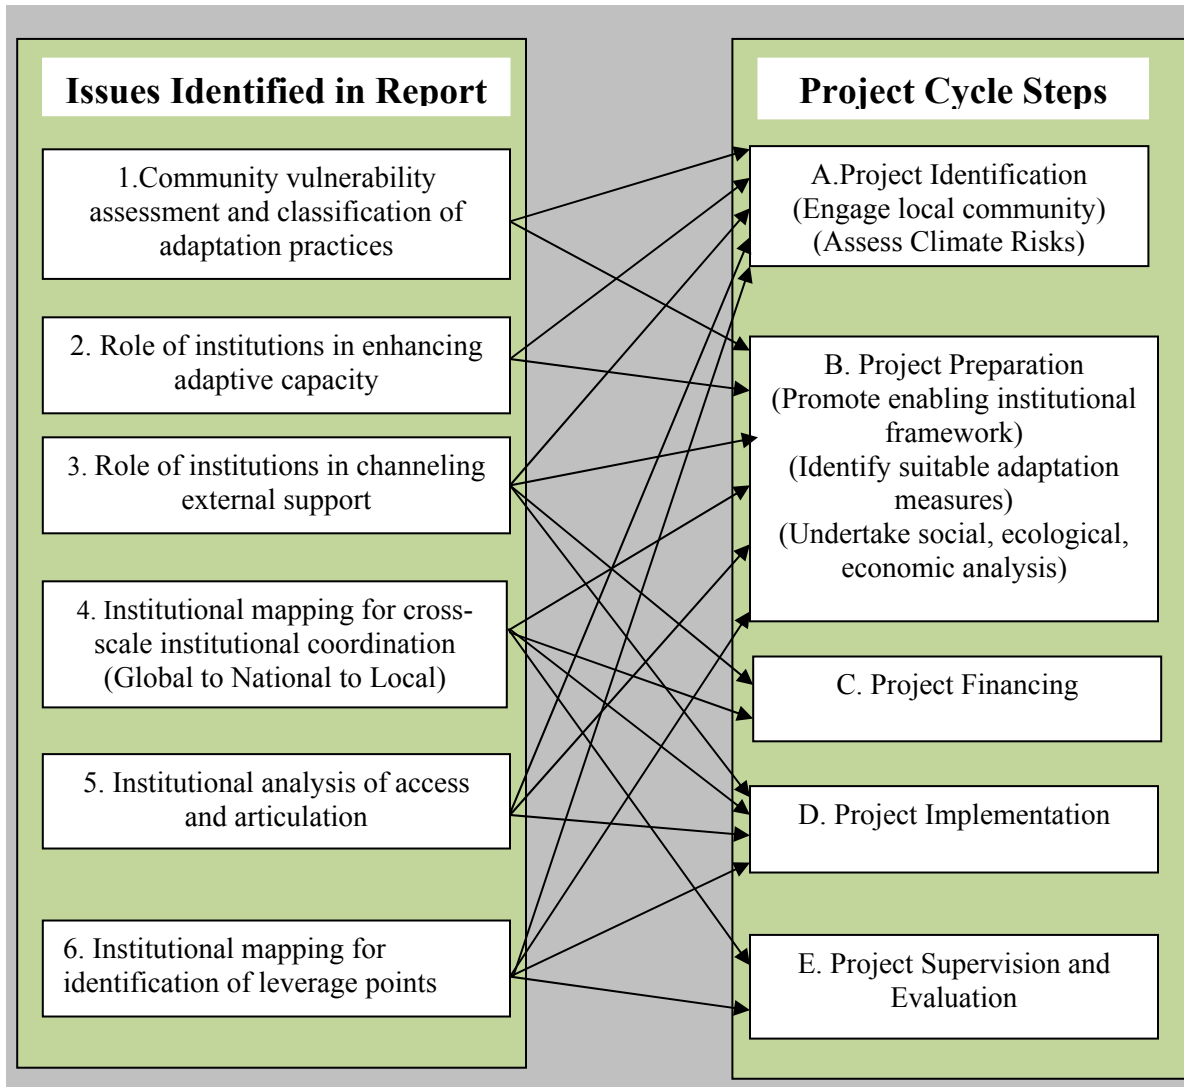 Issues Identified in Report
1.Community vulnerability
assessment and classification of
adaptation practices
2. Role of institutions in enhancing
adaptive capacity
3. Role of institutions in channeling
external support
4. Institutional mapping for cross-
scale institutional coordination
(Global to National to Local)
5. Institutional analysis of access
and articulation
6. Institutional mapping for
identification of leverage points
Project Cycle Steps
A.Project Identification
(Engage local community)
(Assess Climate Risks)
B. Project Preparation
(Promote enabling institutional
framework)
(Identify suitable adaptation
measures)
(Undertake social, ecological,
economic analysis)
C. Project Financing
D. Project Implementation
E. Project Supervision and
Evaluation